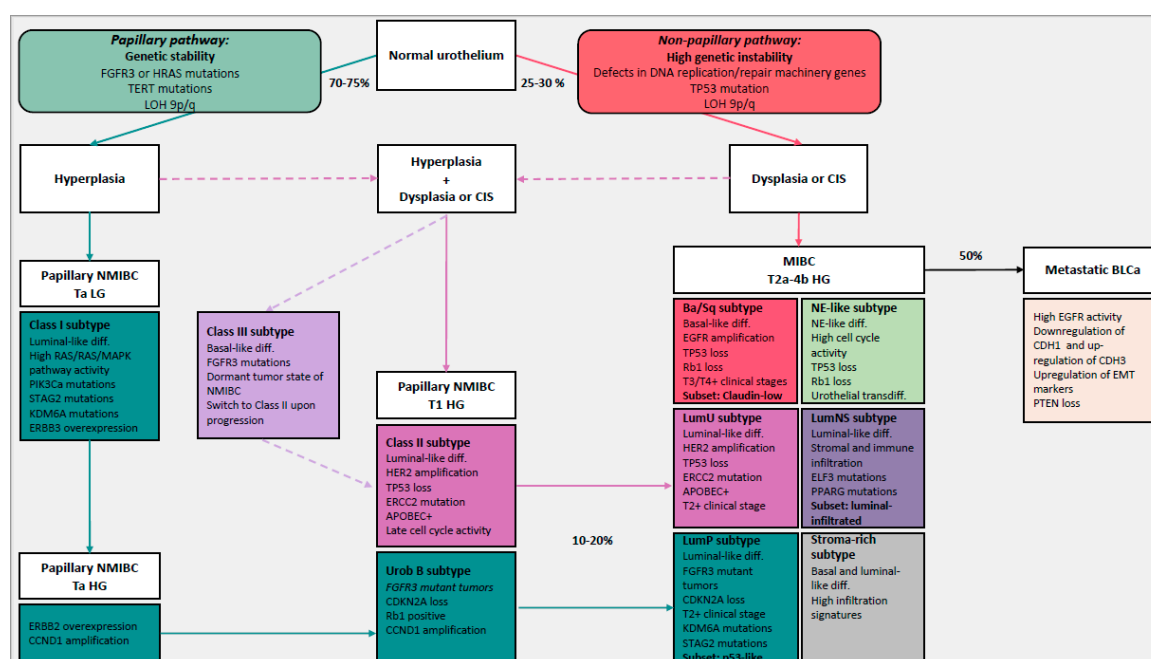 Papillary pathway:
Genetic stability
FGFR3 or HRAS mutations
TERT mutations
LOH 9p/q
70-75%
Normal urothelium
25-30 %
Non-papillary pathway:
High genetic instability
Defects in DNA replication/repair machinery genes
TP53 mutation
LOH 9p/q
Hyperplasia
Hyperplasia
+
Dysplasia or CIS
Dysplasia or CIS
Papillary NMIBC
Ta LG
Class I subtype
Luminal-like diff.
High RAS/RAS/MAPK
pathway activity
PIK3Ca mutations
STAG2 mutations
KDM6A mutations
ERBB3 overexpression
Class III subtype
Basal-like diff.
FGFR3 mutations
Dormant tumor state of
NMIBC
Switch to Class II upon
progression
Papillary NMIBC
T1 HG
Class II subtype
Luminal-like diff.
HER2 amplification
TP53 loss
ERCC2 mutation
APOBEC+
Late cell cycle activity
MIBC
T2a-4b HG
50%
Metastatic BLCa
Ba/Sq subtype
Basal-like diff.
EGFR amplification
TP53 loss
Rb1 loss
T3/T4+ clinical stages
Subset: Claudin-low
NE-like subtype
NE-like diff.
High cell cycle
activity
TP53 loss
Rb1 loss
Urothelial transdiff.
High EGFR activity
Downregulation of
CDH1 and up-
regulation of CDH3
Upregulation of EMT
markers
PTEN loss
LumU subtype
Luminal-like diff.
HER2 amplification
TP53 loss
ERCC2 mutation
APOBEC+
T2+ clinical stage
LumNS subtype
Luminal-like diff.
Stromal and immune
infiltration
ELF3 mutations
PPARG mutations
Subset: luminal-
infiltrated
10-20%
Papillary NMIBC
Ta HG
ERBB2 overexpression
CCND1 amplification
Urob B subtype
FGFR3 mutant tumors
CDKN2A loss
Rb1 positive
CCND1 amplification
LumP subtype
Luminal-like diff.
FGFR3 mutant
tumors
CDKN2A loss
T2+ clinical stage
KDM6A mutations
STAG2 mutations
Subset: p53-like
Stroma-rich
subtype
Basal and luminal-
like diff.
High infiltration
signatures